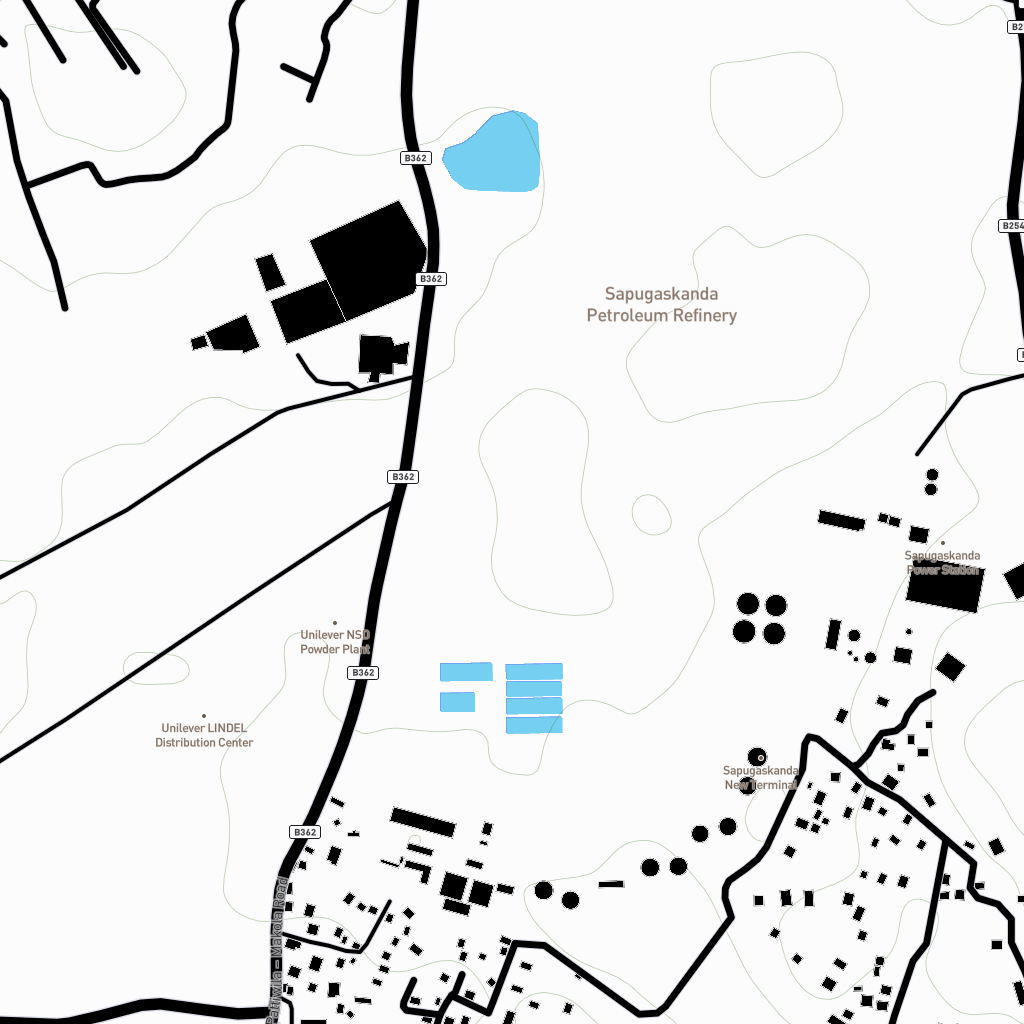 B2
B362
B254
B362
Sapugaskanda
Petroleum Refinery
B362
Sapugaskanda
Power Station
Unilever NSD
Powder Plant
B362
Unilever LINDEL
Distribution Center
Sapugaskanda
New Terminal
B362
– Makola Road